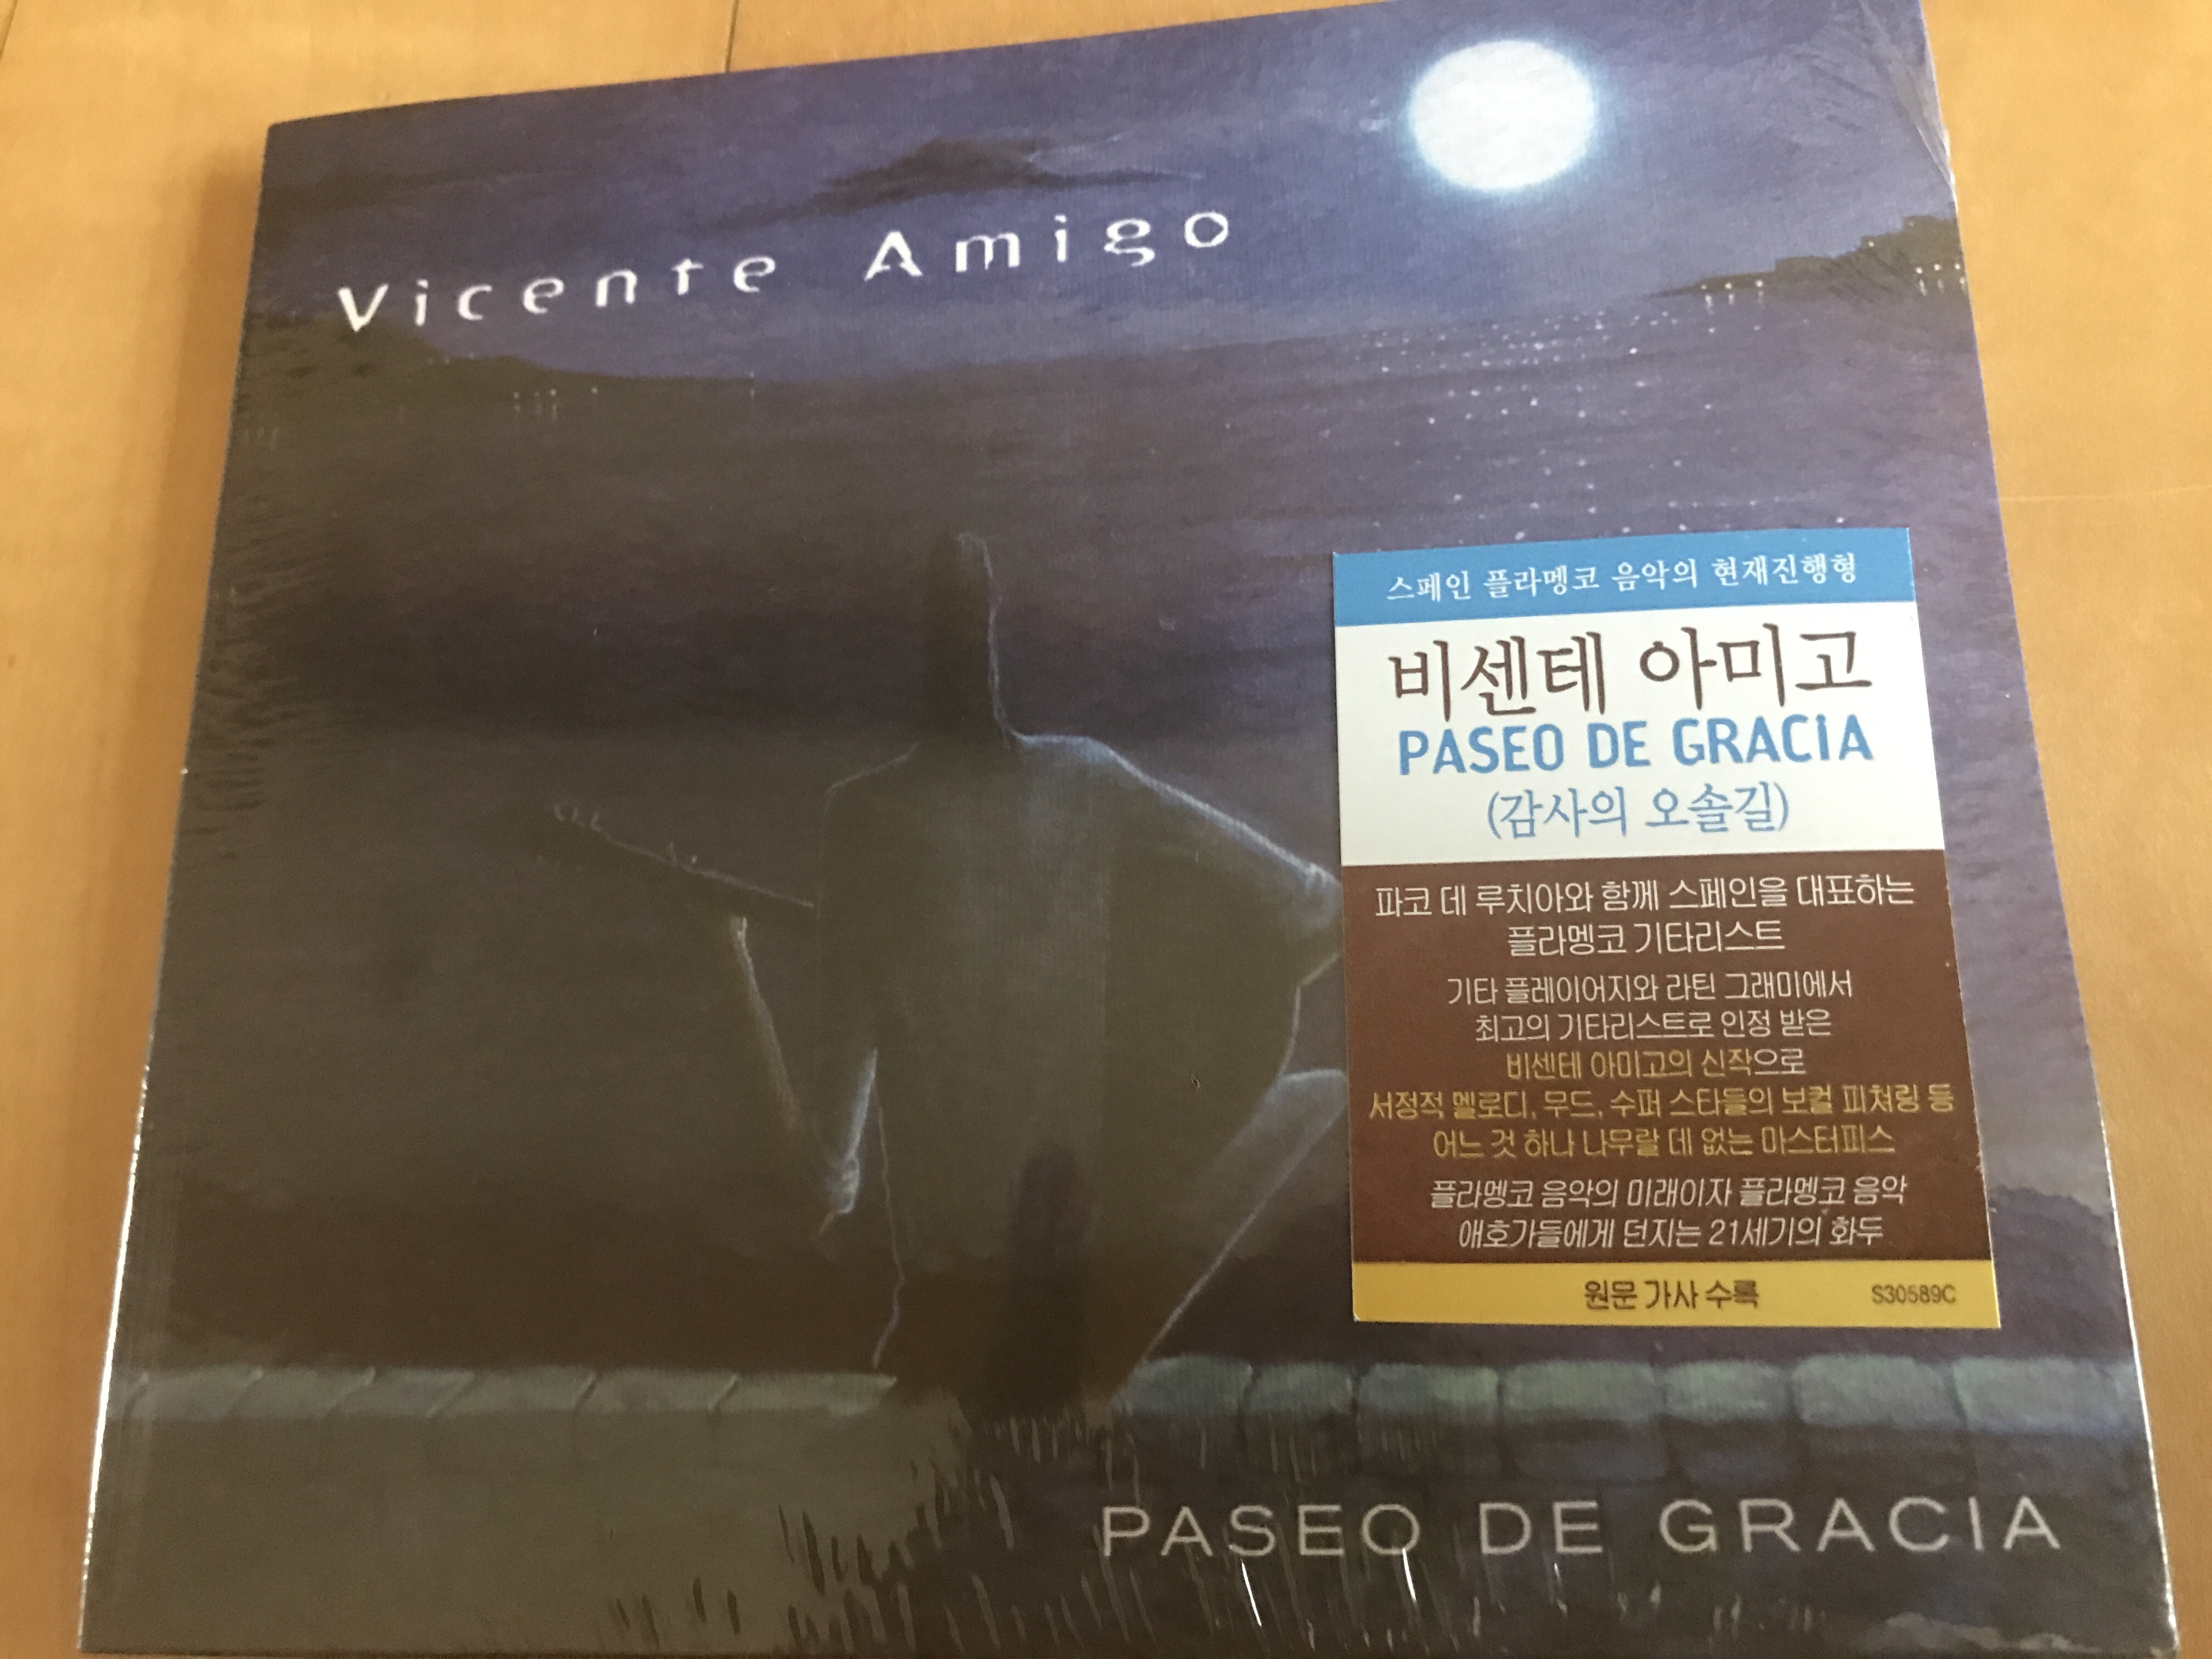 Vicente Amigo
스페인 플라멩코 음악의 현재진행형
비센테 아미고
PASEO DE GRACiA
(감사의 오솔길)
파코 데 루치아와 함께 스페인을 대표하는
플라멩코 기타리스트
기타 플레이어지와 라틴 그래미에서
최고의 기타리스트로 인정 받은
비센테 아미고의 신작으로
서정적 멜로디, 무드, 수퍼 스타들의 보컬 피쳐링 등
어느 것 하나 나무랄 데 없는 마스터피스
플라멩코 음악의 미래이자 플라멩코 음악
애호가들에게 던지는 21세기의 화두
원문 가사 수록 S30589C
PASEO DE GRACIA